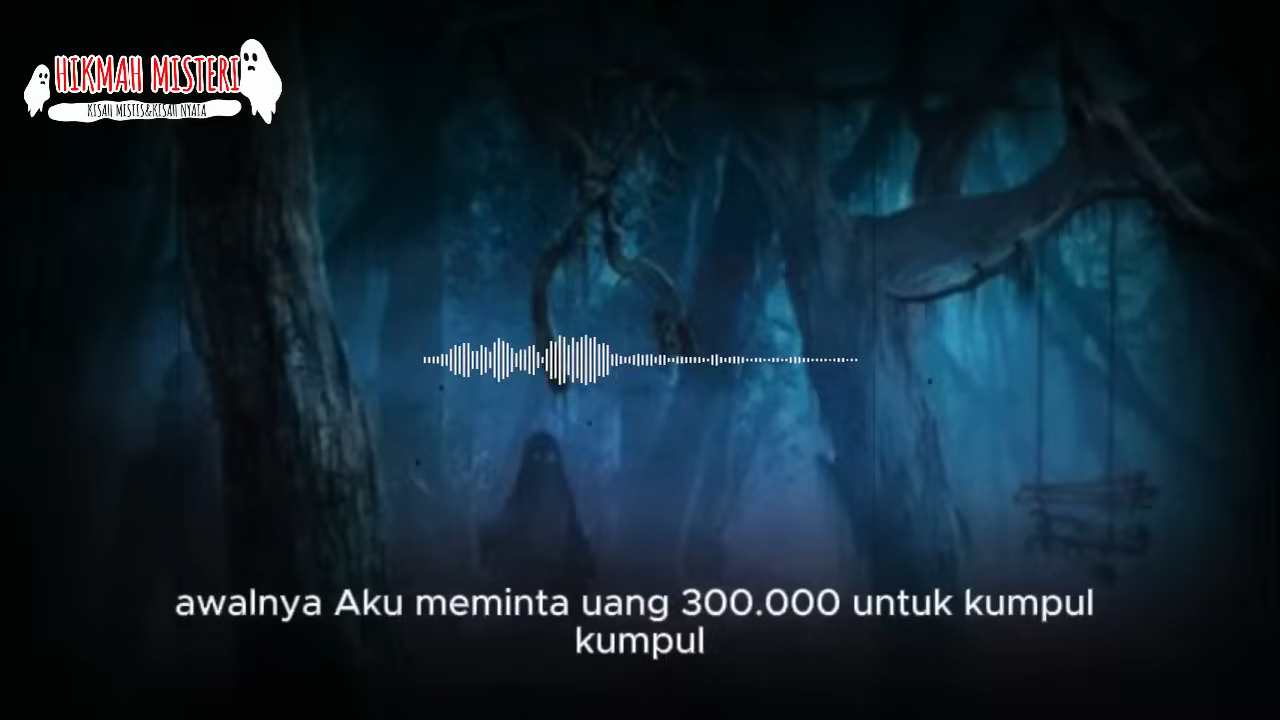 HIKMAH MISTERI
KISAH MISTIS&KISAH NYATA
awalnya Aku meminta uang 300.000 untuk kumpul
kumpul